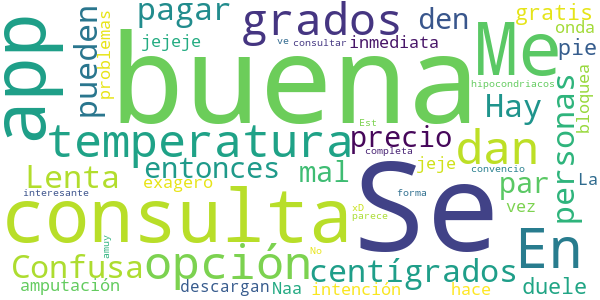 pagar
grados
den
gratis
app
pueden
problemas
jejeje
ve
consultar
inmediata
onda
pie
buena
Me
hipocondriacos
bloquea
personas
Hay
temperatura
Est
precio
completa
dan
entonces
mal
jeje
convencio
La
Lenta
interesante
exagero
par
forma
vez
consulta
Se
xD
parece
En
Confusa
opción
amuy
No
centígrados
duele
amputación
descargan
Naa
intención
hace